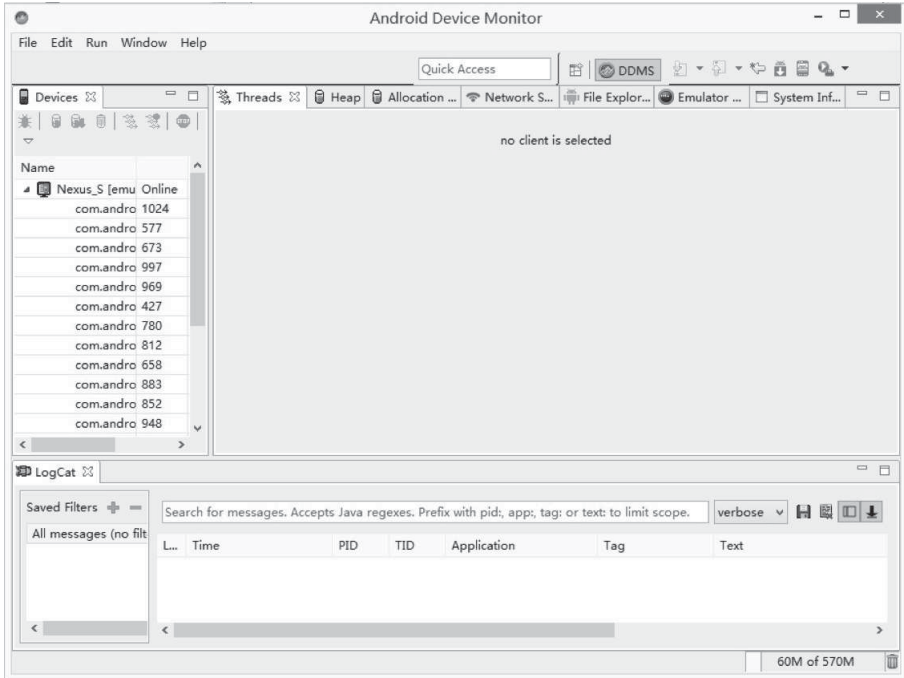 Android Device Monitor
File Edit Run Window Help
Quick Access
DDMS
Devices
Threads Heap Allocation ... Network S... File Explor... Emulator ... System Inf...
no client is selected
Name
Nexus_S [emu Online
com.andro 1024
com.andro 577
com.andro 673
com.andro 997
com.andro 969
com.andro 427
com.andro 780
com.andro 812
com.andro 658
com.andro 883
com.andro 852
com.andro 948
LogCat
Saved Filters
All messages (no filt
Search for messages. Accepts Java regexes. Prefix with pid:, app:, tag: or text: to limit scope.
verbose
L... Time PID TID Application Tag Text
60M of 570M